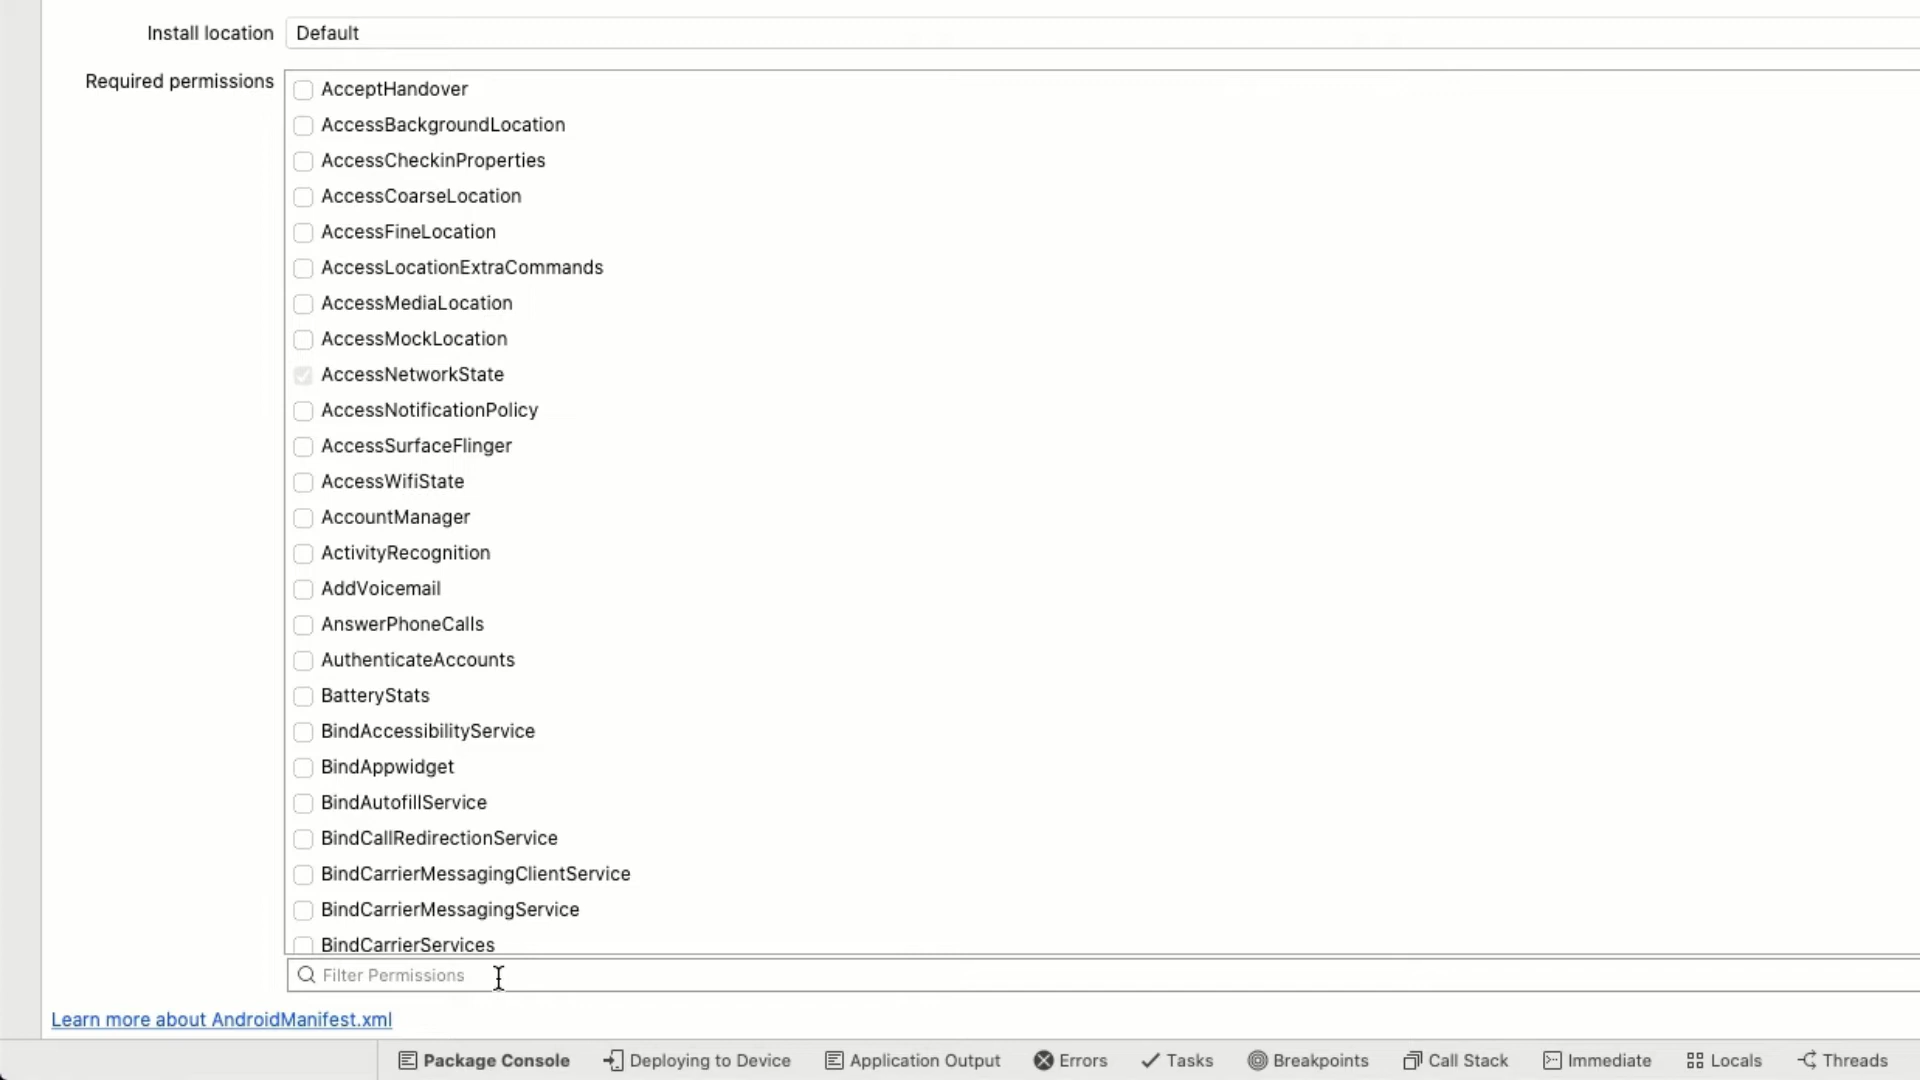 Install location Default
Required permissions
AcceptHandover
AccessBackgroundLocation
AccessCheckinProperties
AccessCoarseLocation
AccessFineLocation
AccessLocationExtraCommands
AccessMediaLocation
AccessMockLocation
AccessNetworkState
AccessNotificationPolicy
AccessSurfaceFlinger
AccessWifiState
AccountManager
ActivityRecognition
AddVoicemail
AnswerPhoneCalls
AuthenticateAccounts
BatteryStats
BindAccessibilityService
BindAppwidget
BindAutofillService
BindCallRedirectionService
BindCarrierMessagingClientService
BindCarrierMessagingService
BindCarrierServices
Filter Permissions
Learn more about AndroidManifest.xml
Package Console Deploying to Device Application Output Errors Tasks Breakpoints Call Stack Immediate Locals Threads